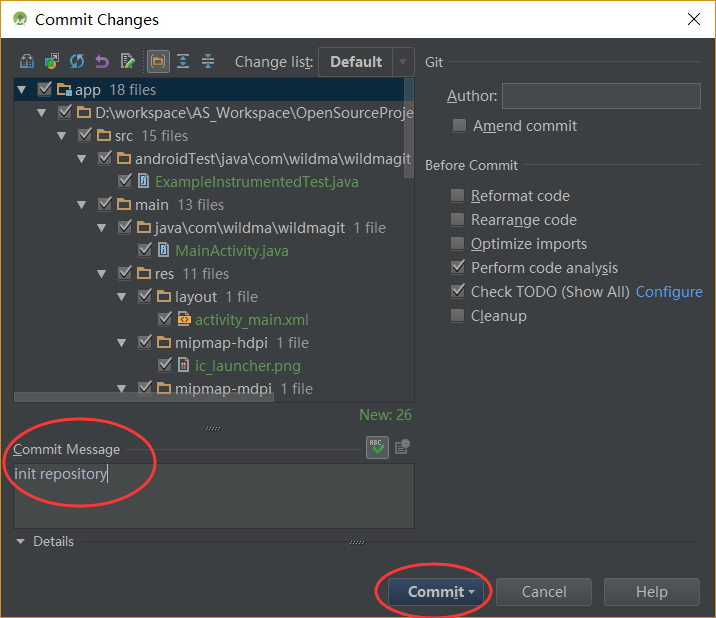 Commit Changes
Change list: Default
app 18 files
D:\workspace\AS_Workspace\OpenSourceProje
src 15 files
androidTest\java\com\wildma\wildmagit
ExampleInstrumentedTest.java
main 13 files
java\com\wildma\wildmagit 1 file
MainActivity.java
res 11 files
layout 1 file
activity_main.xml
mipmap-hdpi 1 file
ic_launcher.png
mipmap-mdpi 1 file
New: 26
Commit Message
ABC
init repository
Details
Git
Author:
Amend commit
Before Commit
Reformat code
Rearrange code
Optimize imports
Perform code analysis
Check TODO (Show All) Configure
Cleanup
Commit Cancel Help